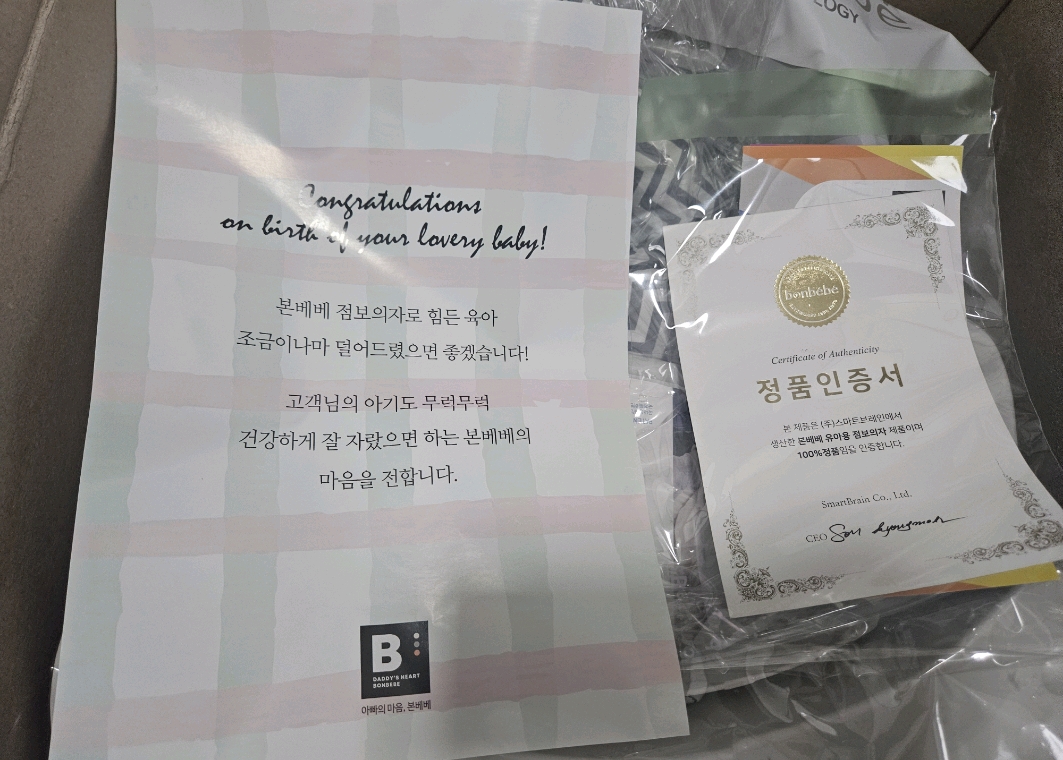 Congratulations
on birth of your lovery baby!
본베베 점보의자로 힘든 육아
조금이나마 덜어드렸으면 좋겠습니다!
고객님의 아기도 무럭무럭
건강하게 잘 자랐으면 하는 본베베의
마음을 전합니다.
B
DADDY'S HEART
BONBEBE
아빠의 마음, 본베베
bonbébé
Certificate of Authenticity
정품인증서
본 제품은 (주)스마트브레인에서
생산한 본베베 유아용 점보의자 제품이며
100%정품임을 인증합니다.
SmartBrain Co., Ltd.
CEO